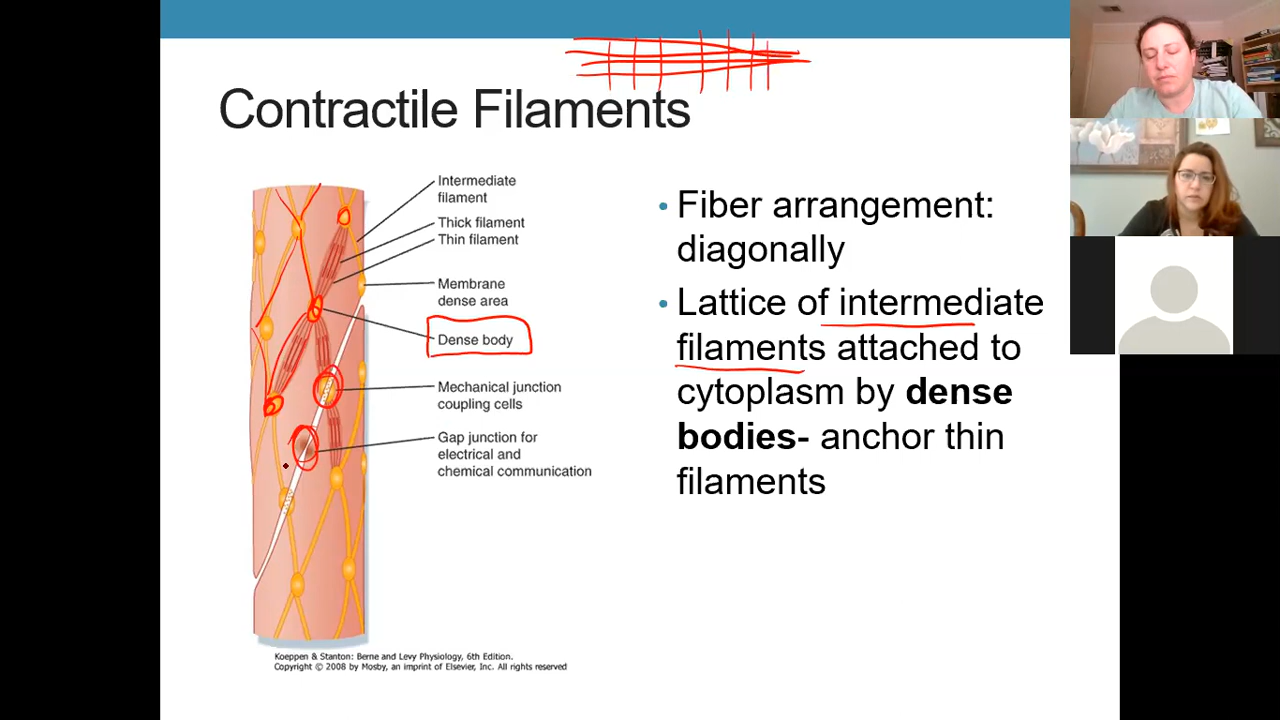 Contractile Filaments
Intermediate
filament
Thick filament
Thin filament
Membrane
dense area
Dense body
Mechanical junction
coupling cells
Gap junction for
electrical and
chemical communication
• Fiber arrangement:
diagonally
• Lattice of intermediate
filaments attached to
cytoplasm by dense
bodies- anchor thin
filaments
Koeppen & Stanton: Berne and Levy Physiology, 6th Edition.
Copyright © 2008 by Mosby, an imprint of Elsevier, Inc. All rights reserved